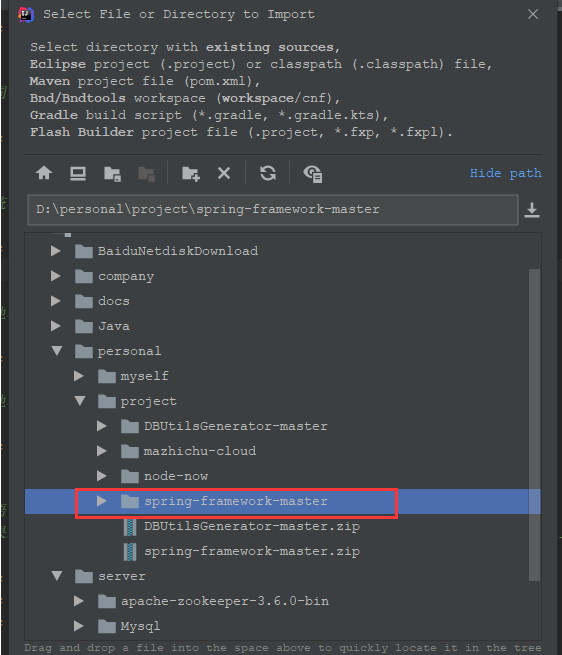 Select File or Directory to Import
Select directory with existing sources,
Eclipse project (.project) or classpath (.classpath) file,
Maven project file (pom.xml),
Bnd/Bndtools workspace (workspace/cnf),
Gradle build script (*.gradle, *.gradle.kts),
Flash Builder project file (.project, *.fxp, *.fxpl).
Hide path
D:\personal\project\spring-framework-master
BaiduNetdiskDownload
company
docs
Java
personal
myself
project
DBUtilsGenerator-master
mazhichu-cloud
node-now
spring-framework-master
DBUtilsGenerator-master.zip
spring-framework-master.zip
server
apache-zookeeper-3.6.0-bin
Mysql
Drag and drop a file into the space above to quickly locate it in the tree